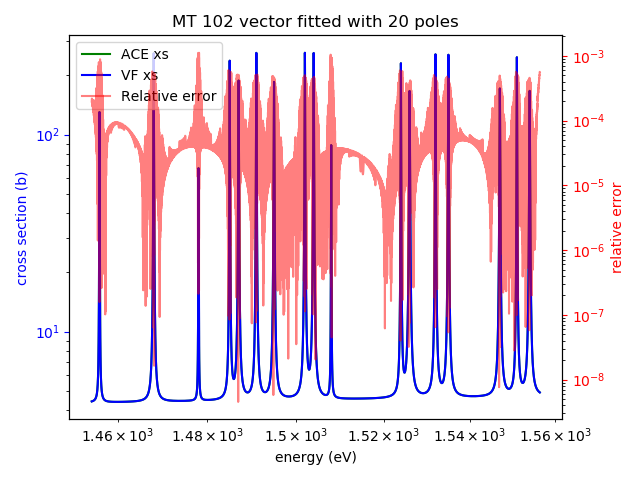 MT 102 vector fitted with 20 poles
ACE xs
VF xs
Relative error
10²
10¹
cross section (b)
10⁻³
10⁻⁴
10⁻⁵
10⁻⁶
10⁻⁷
10⁻⁸
relative error
1.46×10³ 1.48×10³ 1.5×10³ 1.52×10³ 1.54×10³ 1.56×10³
energy (eV)